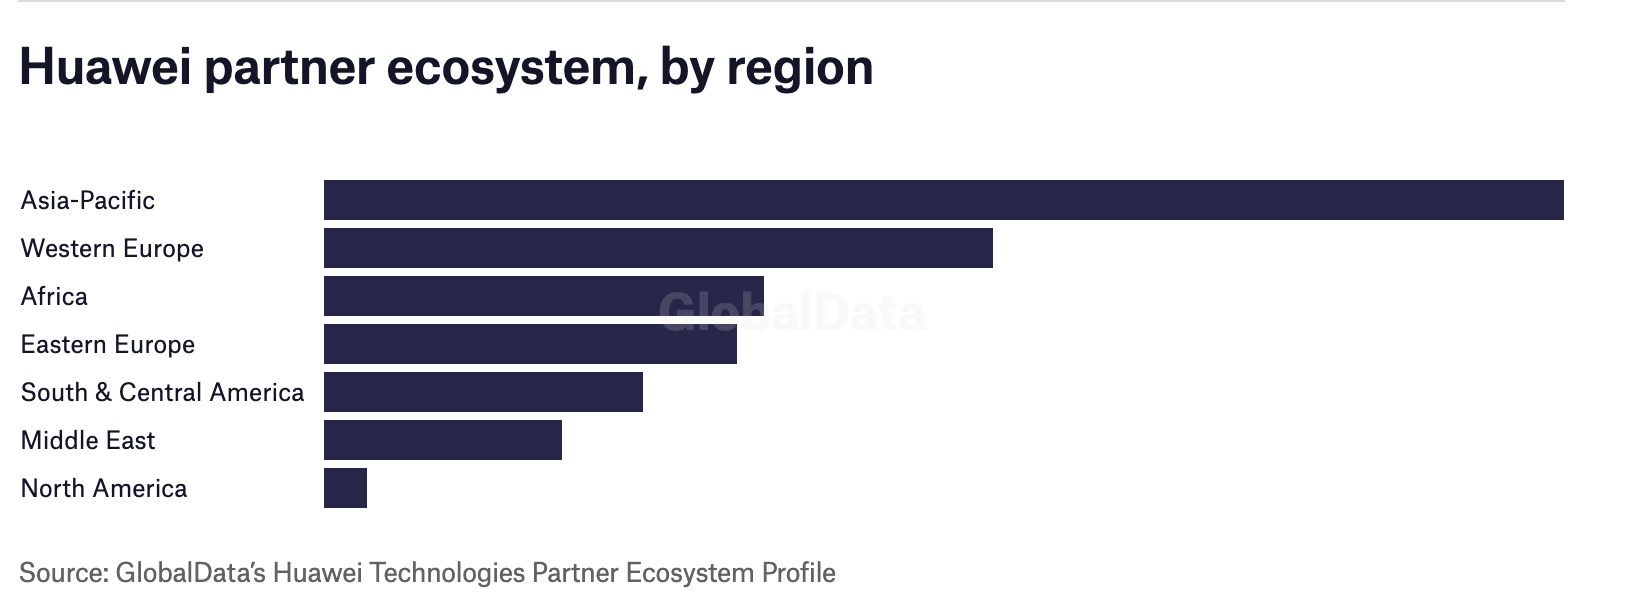 Huawei partner ecosystem, by region
Asia-Pacific
Western Europe
Africa
GlobalData
Eastern Europe
South & Central America
Middle East
North America
Source: GlobalData’s Huawei Technologies Partner Ecosystem Profile